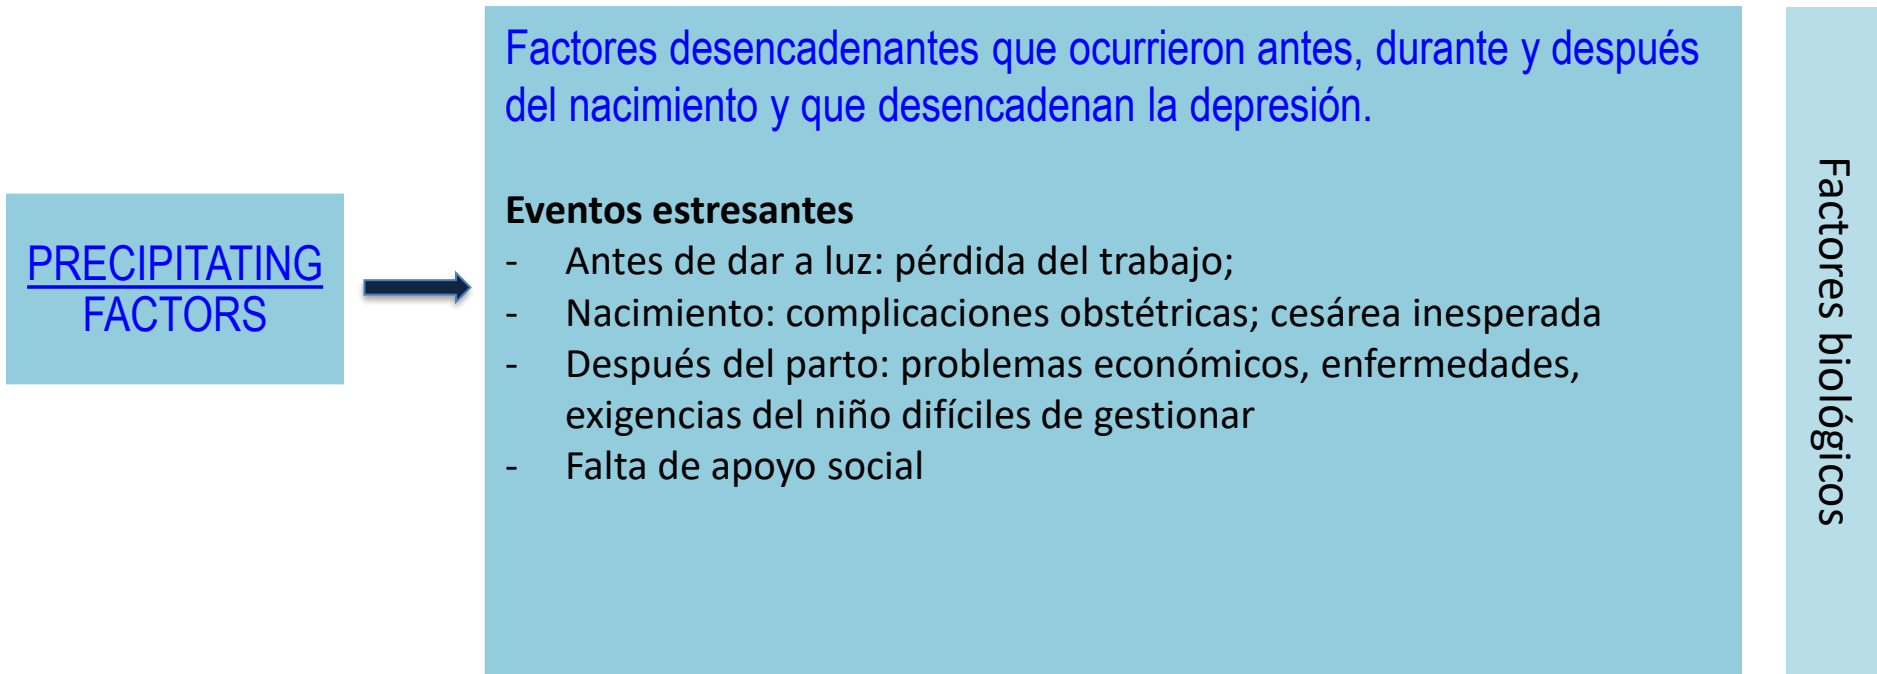 PRECIPITATING
FACTORS
Factores desencadenantes que ocurrieron antes, durante y después
del nacimiento y que desencadenan la depresión.
Eventos estresantes
- Antes de dar a luz: pérdida del trabajo;
- Nacimiento: complicaciones obstétricas; cesárea inesperada
- Después del parto: problemas económicos, enfermedades,
exigencias del niño difíciles de gestionar
- Falta de apoyo social
Factores biológicos